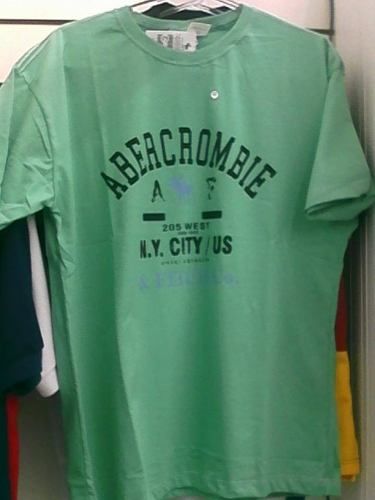 ABERCROMBIE
A F
205 WEST
N.Y. CITY / US